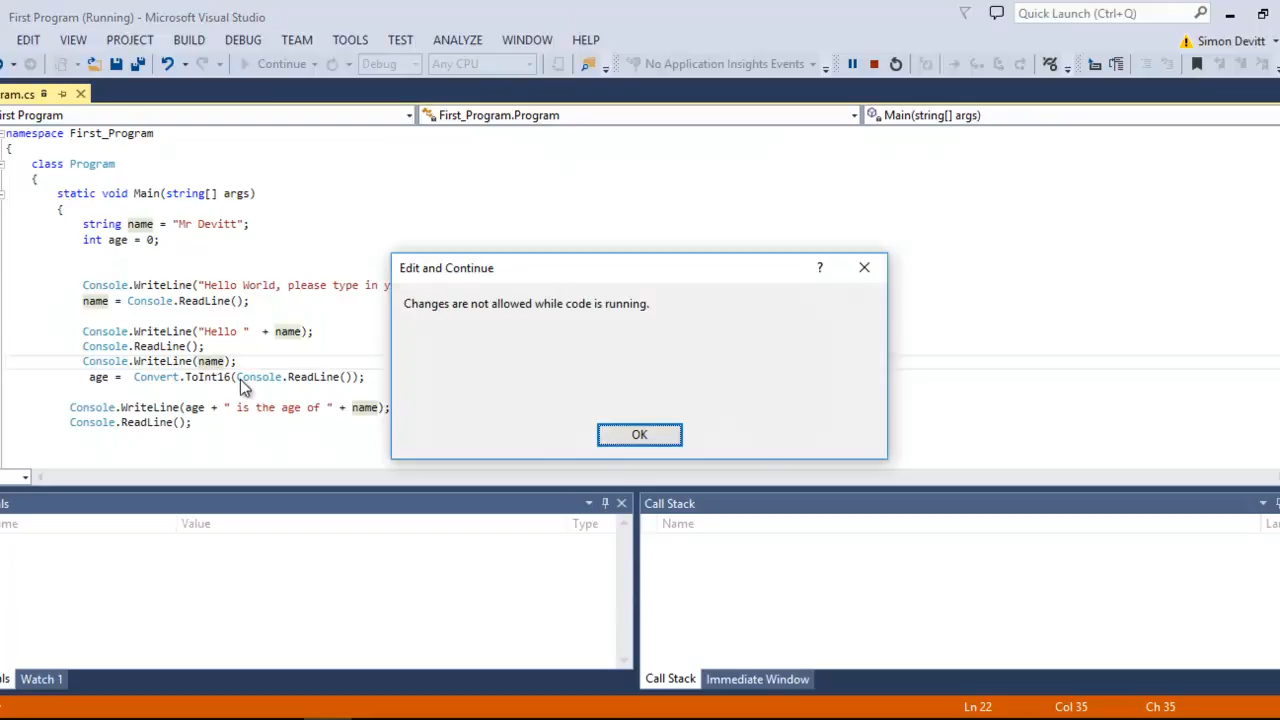 First Program (Running) - Microsoft Visual Studio
Quick Launch (Ctrl+Q)
EDIT VIEW PROJECT BUILD DEBUG TEAM TOOLS TEST ANALYZE WINDOW HELP
Simon Devitt
Continue Debug Any CPU No Application Insights Events
ram.cs
irst Program First_Program.Program Main(string[] args)
namespace First_Program
{
class Program
{
static void Main(string[] args)
{
string name = "Mr Devitt";
int age = 0;
Console.WriteLine("Hello World, please type in y
name = Console.ReadLine();
Console.WriteLine("Hello " + name);
Console.ReadLine();
Console.WriteLine(name);
age = Convert.ToInt16(Console.ReadLine());
Console.WriteLine(age + " is the age of " + name);
Console.ReadLine();
Edit and Continue
?
Changes are not allowed while code is running.
OK
ls
Call Stack
ame Value Type
Name La
ls Watch 1
Call Stack Immediate Window
Ln 22 Col 35 Ch 35